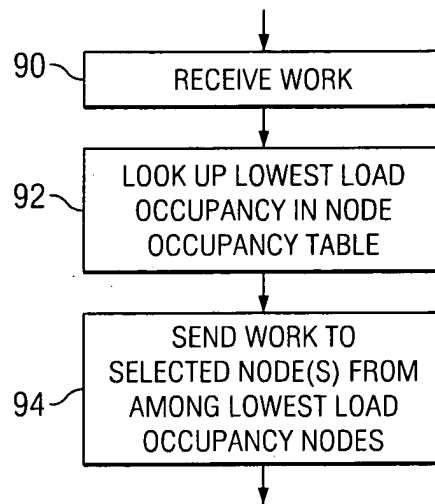 90
RECEIVE WORK
92
LOOK UP LOWEST LOAD
OCCUPANCY IN NODE
OCCUPANCY TABLE
94
SEND WORK TO
SELECTED NODE(S) FROM
AMONG LOWEST LOAD
OCCUPANCY NODES